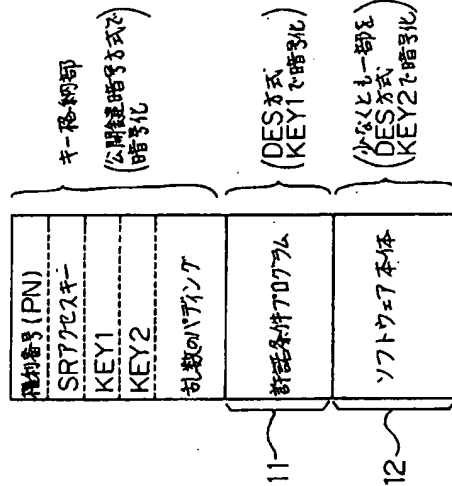 権利番号(IPN)
SRアクセスキー
KEY1
KEY2
乱数のパディング
許諾条件プログラム
ソフトウェア本体
キー格納部
(公開鍵暗号方式で
暗号化
(DES方式
KEY1で暗号化)
(少なくとも一部を
DES方式
KEY2で暗号化)
11
12